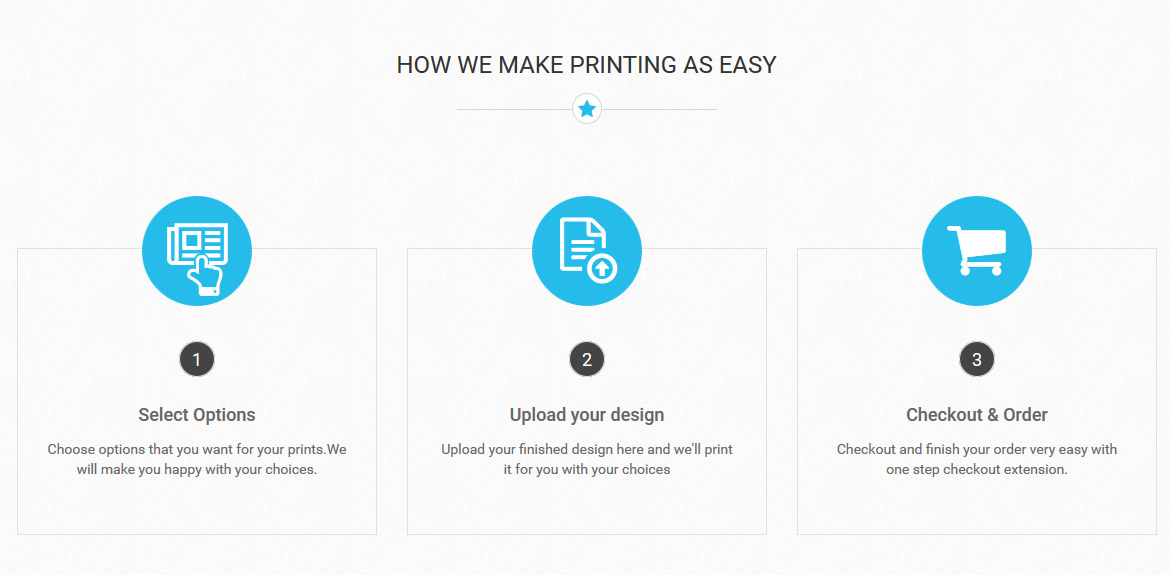 HOW WE MAKE PRINTING AS EASY
1
Select Options
Choose options that you want for your prints.We
will make you happy with your choices.
2
Upload your design
Upload your finished design here and we'll print
it for you with your choices
3
Checkout & Order
Checkout and finish your order very easy with
one step checkout extension.